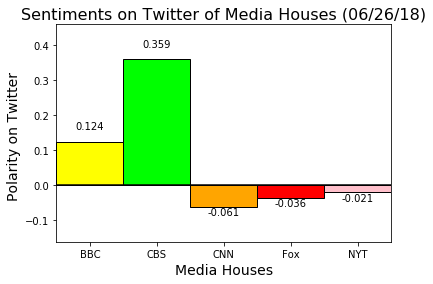 Sentiments on Twitter of Media Houses (06/26/18)
Polarity on Twitter
0.4
0.3
0.2
0.1
0.0
−0.1
0.124
0.359
-0.061
-0.036
-0.021
BBC CBS CNN Fox NYT
Media Houses